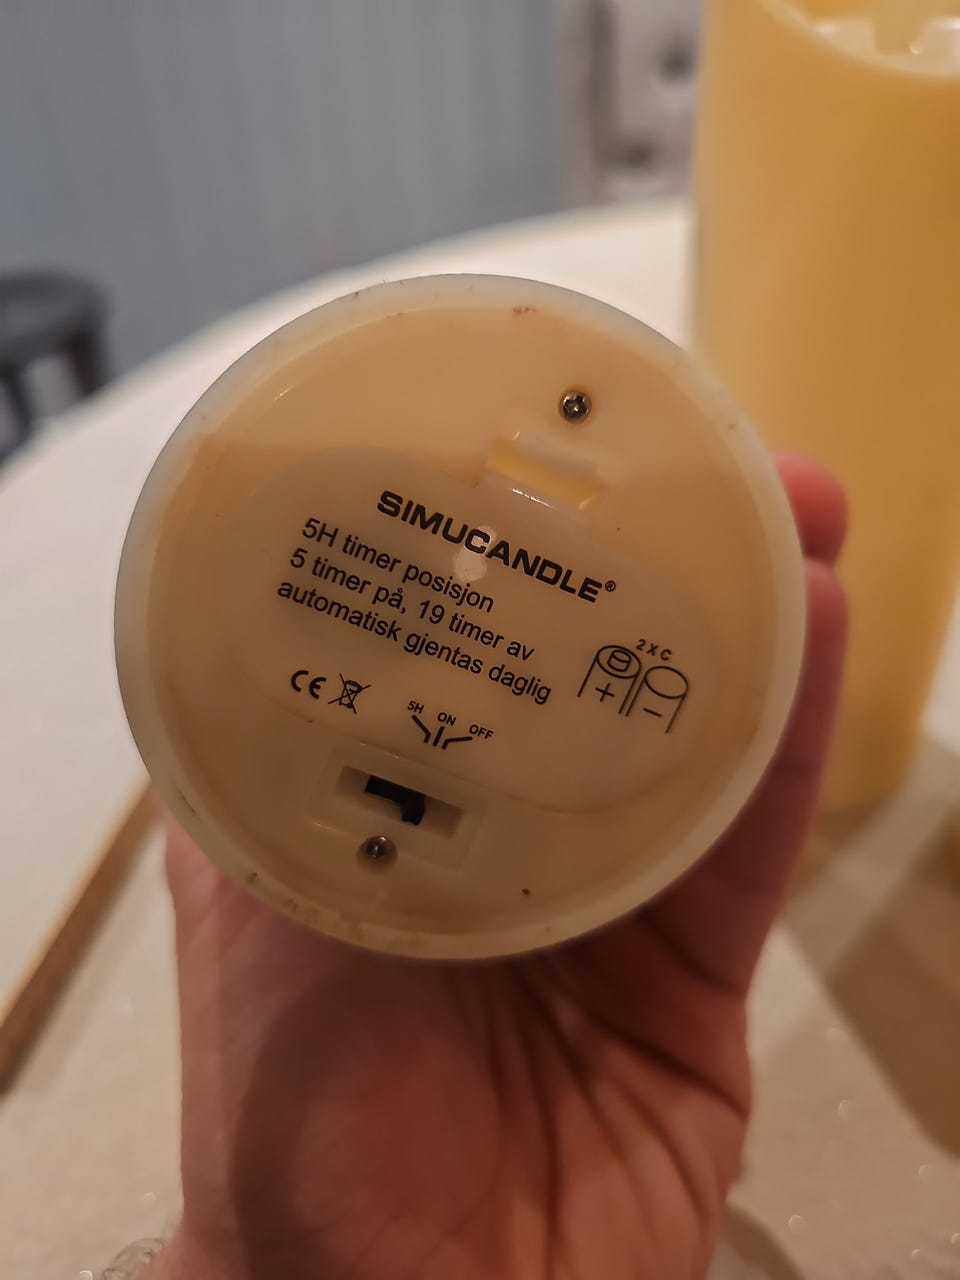 SIMUCANDLE®
5H timer posisjon
5 timer på, 19 timer av
automatisk gjentas daglig
2 X C
+ −
CE
5H ON OFF